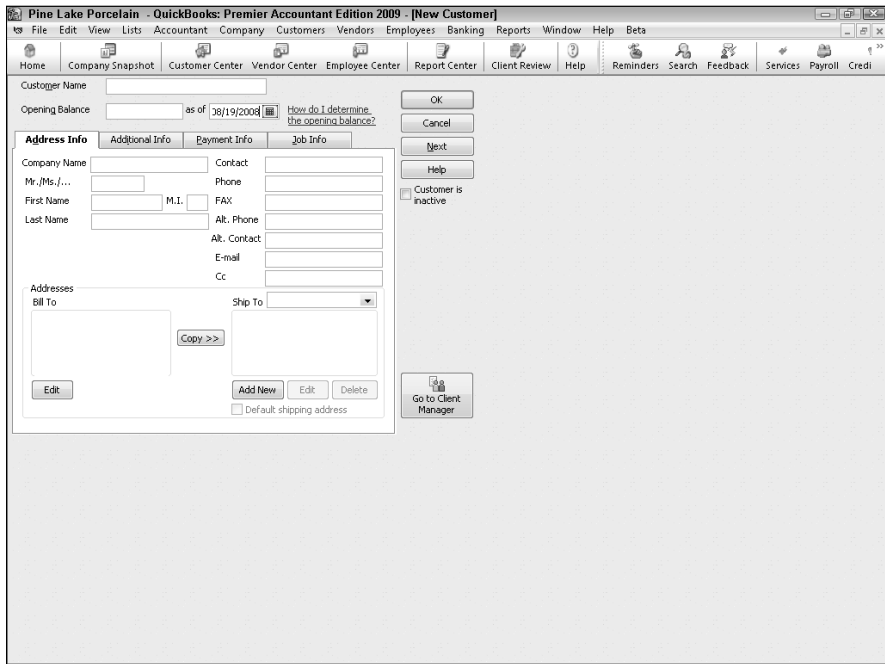 Pine Lake Porcelain - QuickBooks: Premier Accountant Edition 2009 - [New Customer]
File Edit View Lists Accountant Company Customers Vendors Employees Banking Reports Window Help Beta
Home Company Snapshot Customer Center Vendor Center Employee Center Report Center Client Review Help Reminders Search Feedback Services Payroll Credi
Customer Name
Opening Balance as of 08/19/2008 How do I determine
the opening balance?
OK
Cancel
Next
Help
Customer is
inactive
Address Info Additional Info Payment Info Job Info
Company Name Contact
Mr./Ms./... Phone
First Name M.I. FAX
Last Name Alt. Phone
Alt. Contact
E-mail
Cc
Addresses
Bill To Ship To
Copy >>
Edit Add New Edit Delete
Default shipping address
Go to Client
Manager